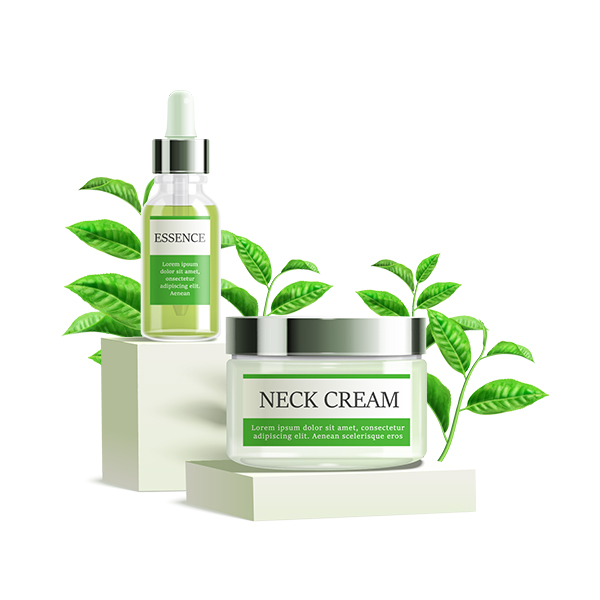 ESSENCE
Lorem ipsum
dolor sit amet,
consectetur
adipiscing elit.
Aenean
NECK CREAM
Lorem ipsum dolor sit amet, consectetur
adipiscing elit. Aenean scelerisque eros